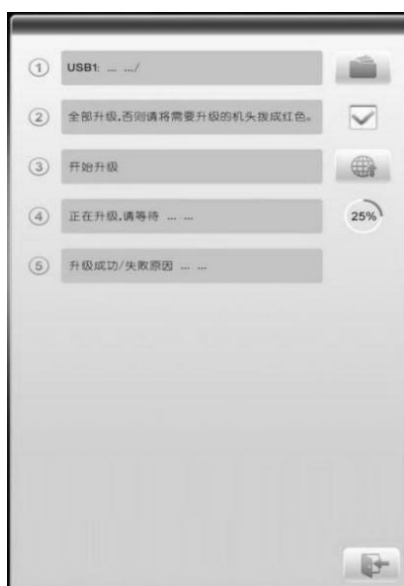 ① USB1: ... .../
② 全部升级,否则请将需要升级的机头拨成红色。
③ 开始升级
④ 正在升级,请等待 ... ... 25%
⑤ 升级成功/失败原因 ... ...